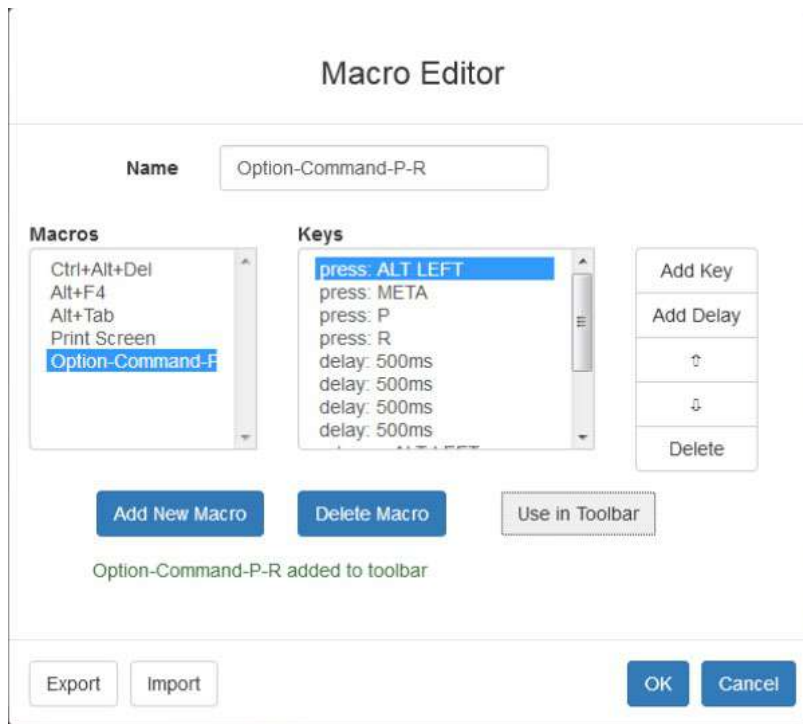 Macro Editor
Name
Option-Command-P-R
Macros
Ctrl+Alt+Del
Alt+F4
Alt+Tab
Print Screen
Option-Command-P
Keys
press: ALT LEFT
press: META
press: P
press: R
delay: 500ms
delay: 500ms
delay: 500ms
delay: 500ms
Add Key
Add Delay
⇧
⇩
Delete
Add New Macro
Delete Macro
Use in Toolbar
Option-Command-P-R added to toolbar
Export
Import
OK
Cancel